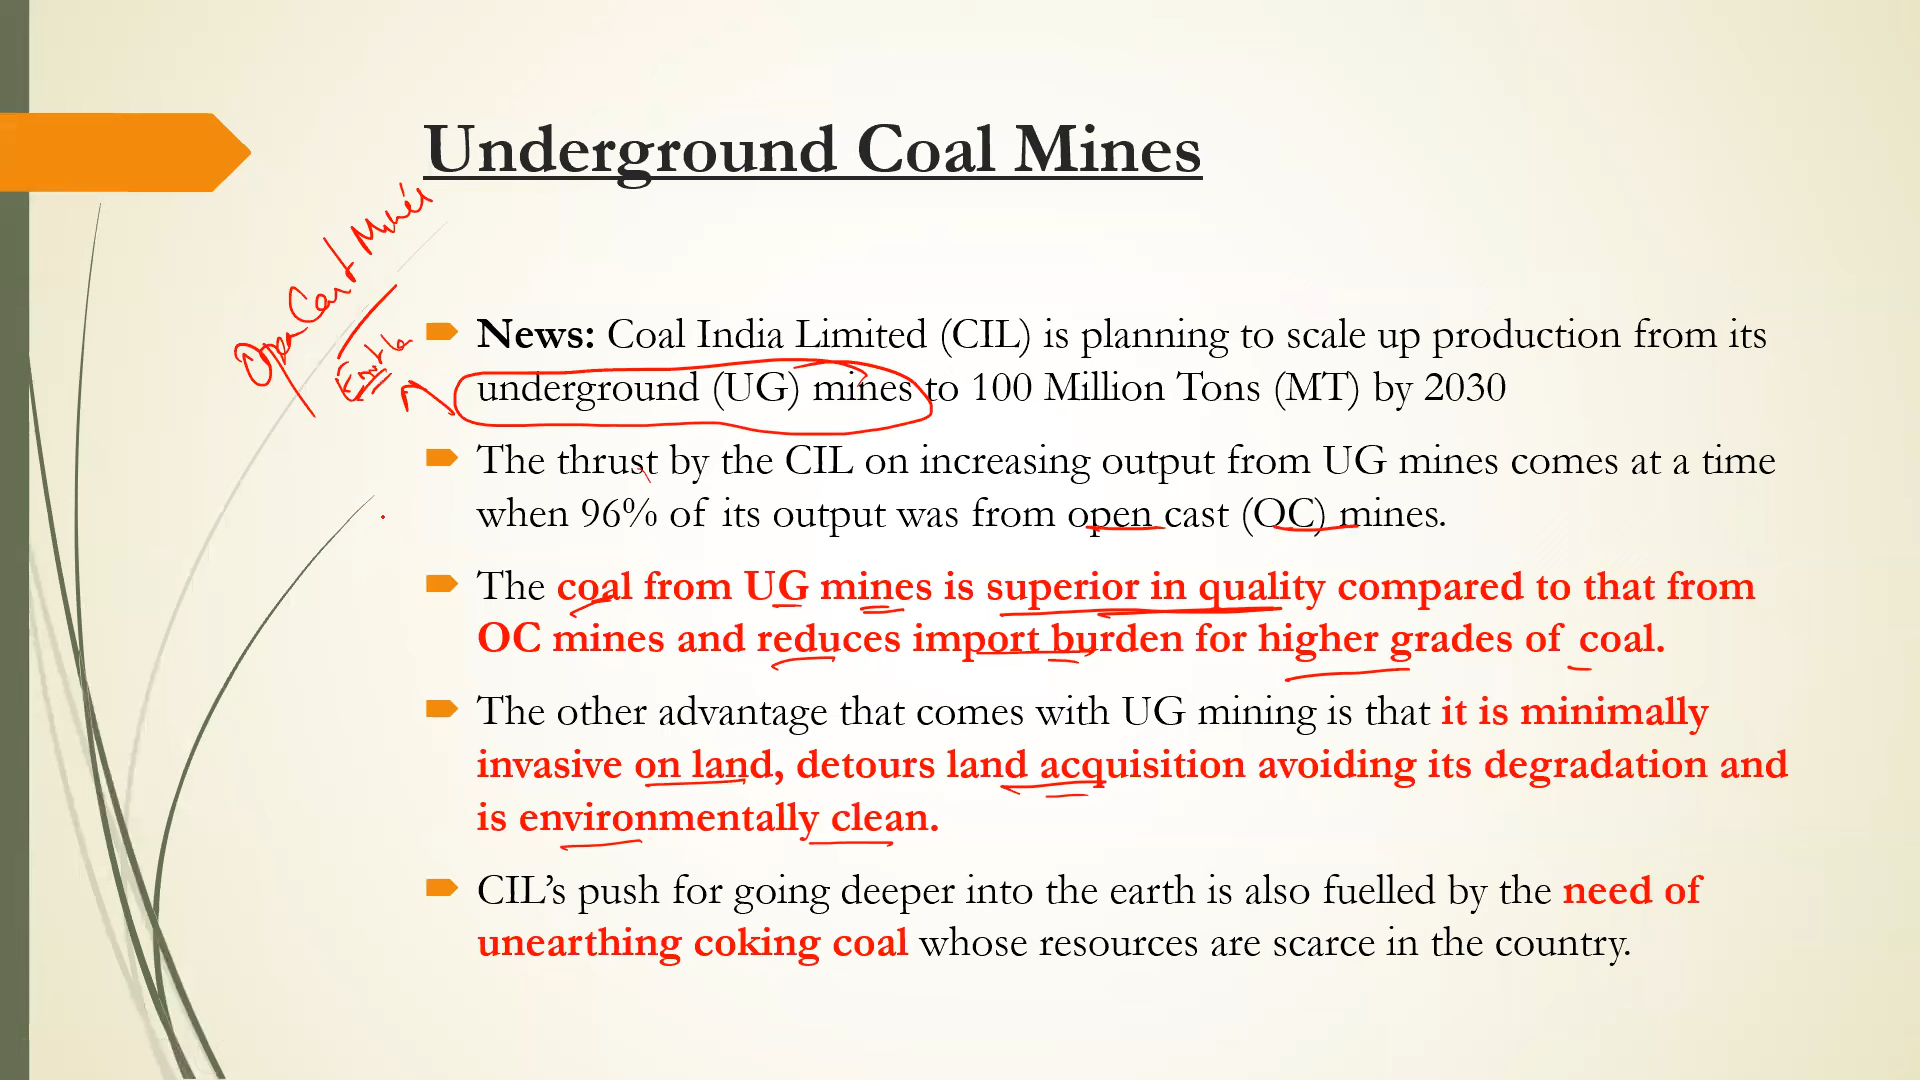 Underground Coal Mines
Open Cast Mines
News: Coal India Limited (CIL) is planning to scale up production from its
underground (UG) mines to 100 Million Tons (MT) by 2030
The thrust by the CIL on increasing output from UG mines comes at a time
when 96% of its output was from open cast (OC) mines.
The coal from UG mines is superior in quality compared to that from
OC mines and reduces import burden for higher grades of coal.
The other advantage that comes with UG mining is that it is minimally
invasive on land, detours land acquisition avoiding its degradation and
is environmentally clean.
CIL’s push for going deeper into the earth is also fuelled by the need of
unearthing coking coal whose resources are scarce in the country.